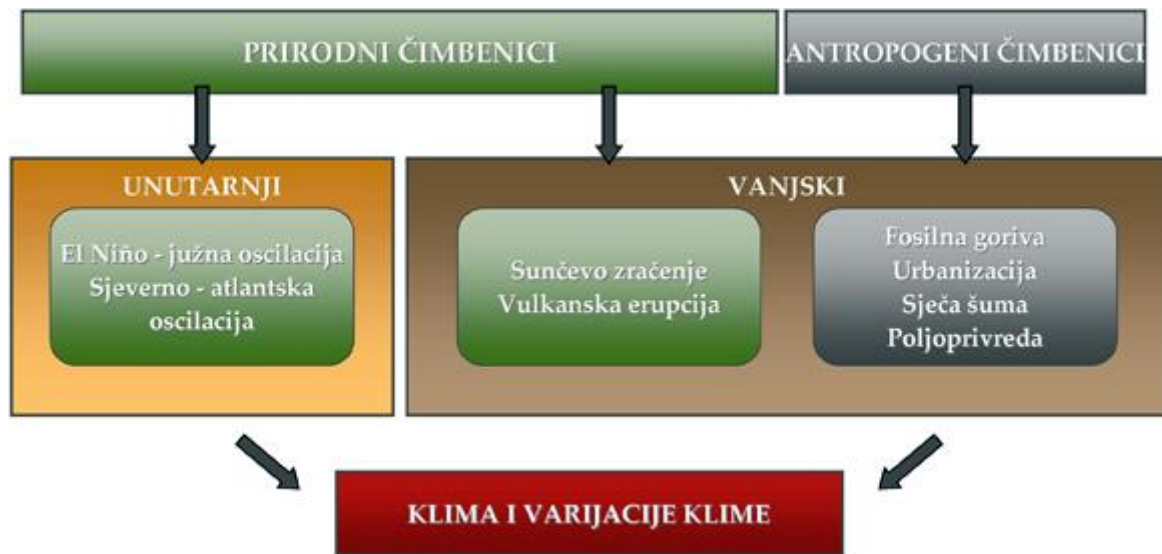 PRIRODNI ČIMBENICI
ANTROPOGENI ČIMBENICI
UNUTARNJI
El Niño - južna oscilacija
Sjeverno - atlantska
oscilacija
VANJSKI
Sunčevo zračenje
Vulkanska erupcija
Fosilna goriva
Urbanizacija
Sječa šuma
Poljoprivreda
KLIMA I VARIJACIJE KLIME